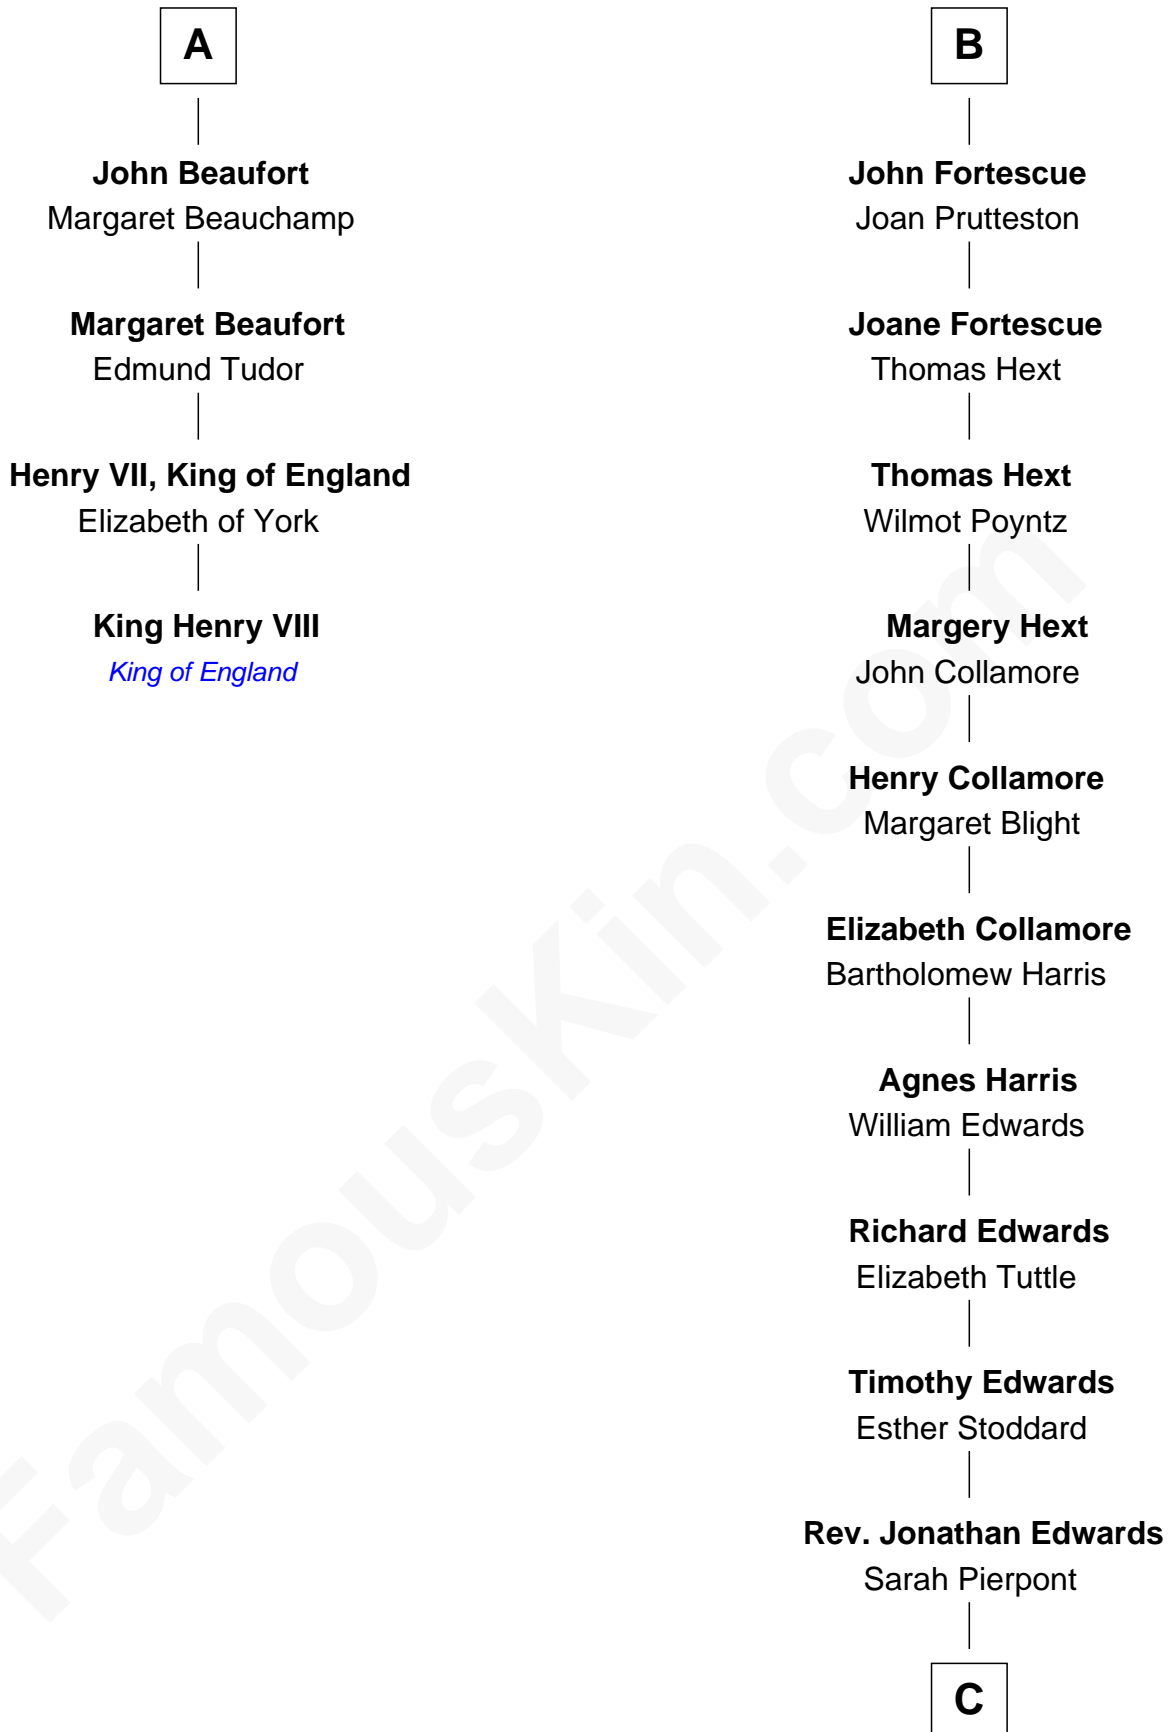 A
John Beaufort
Margaret Beauchamp
Margaret Beaufort
Edmund Tudor
Henry VII, King of England
Elizabeth of York
King Henry VIII
King of England
B
John Fortescue
Joan Prutteston
Joane Fortescue
Thomas Hext
Thomas Hext
Wilmot Poyntz
Margery Hext
John Collamore
Henry Collamore
Margaret Blight
Elizabeth Collamore
Bartholomew Harris
Agnes Harris
William Edwards
Richard Edwards
Elizabeth Tuttle
Timothy Edwards
Esther Stoddard
Rev. Jonathan Edwards
Sarah Pierpont
C
FamousKin.com